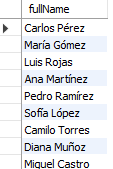 fullName
Carlos Pérez
María Gómez
Luis Rojas
Ana Martínez
Pedro Ramírez
Sofía López
Camilo Torres
Diana Muñoz
Miguel Castro